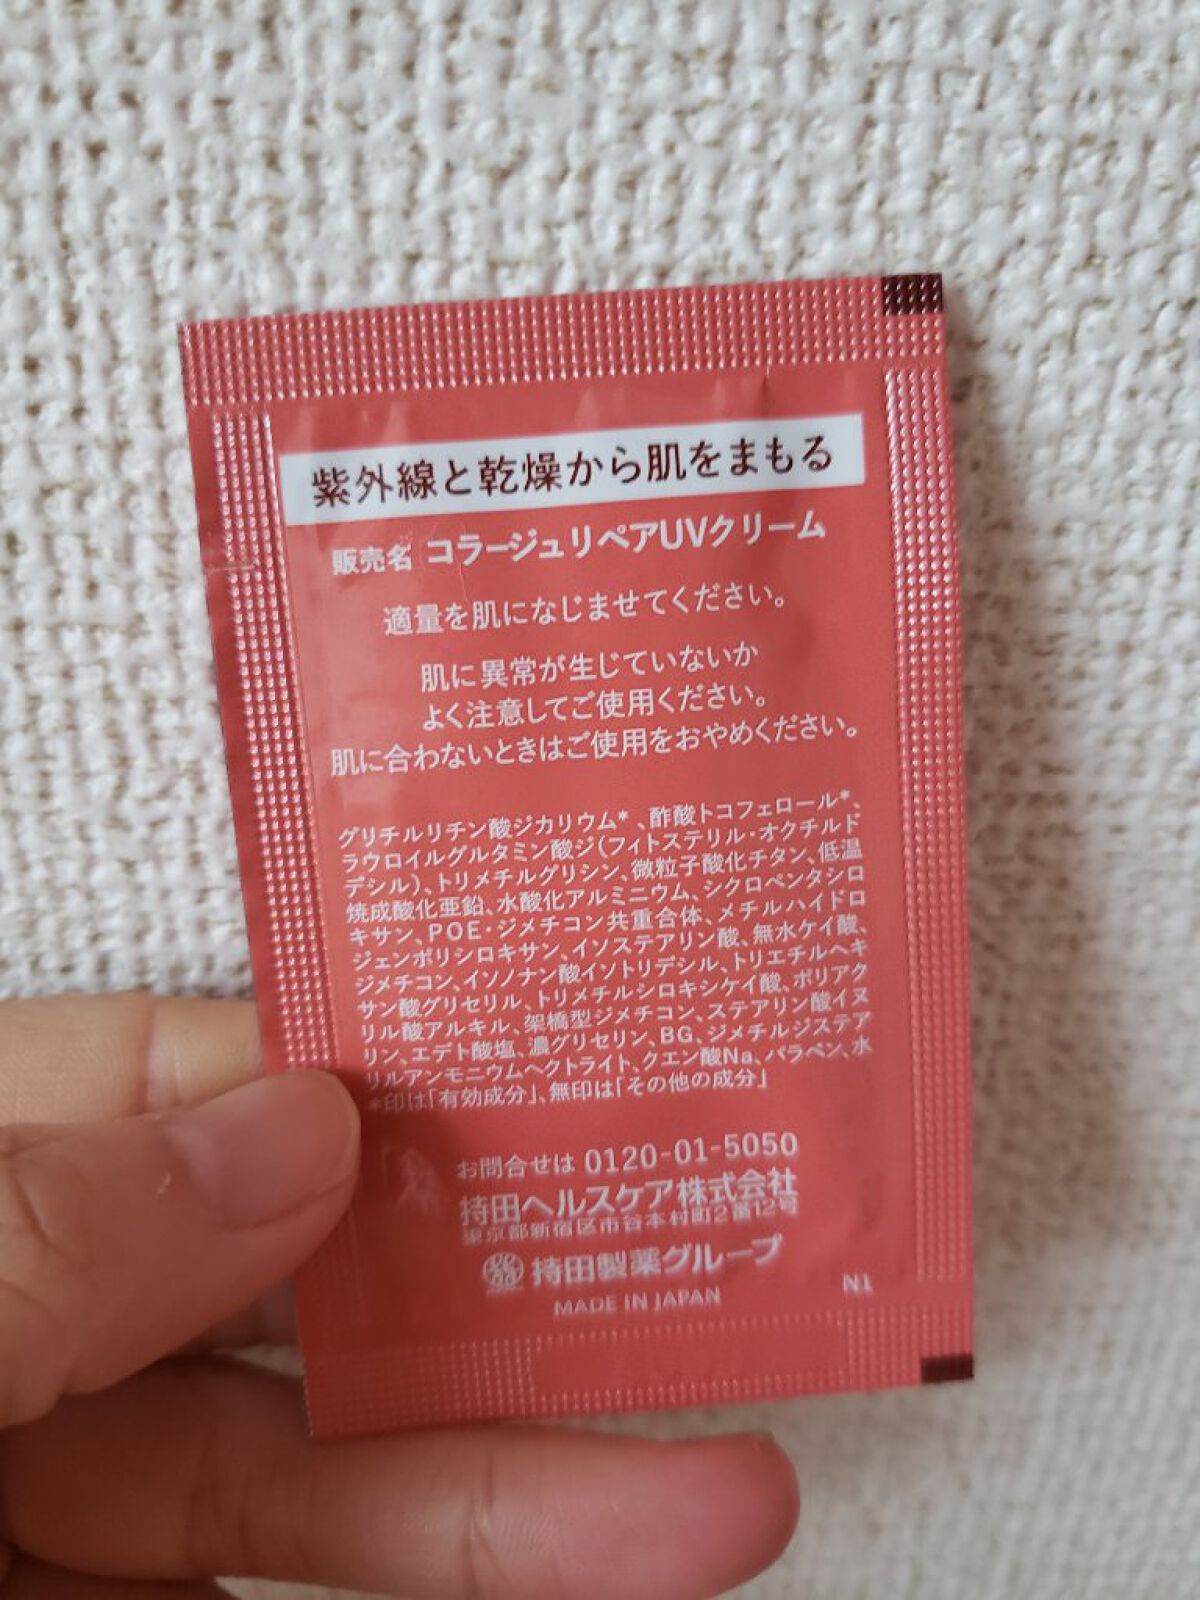 紫外線と乾燥から肌をまもる
販売名 コラージュリペアUVクリーム
適量を肌になじませてください。
肌に異常が生じていないか
よく注意してご使用ください。
肌に合わないときはご使用をおやめください。
グリチルリチン酸ジカリウム*、酢酸トコフェロール*、
ラウロイルグルタミン酸ジ(フィトステリル・オクチルド
デシル)、トリメチルグリシン、微粒子酸化チタン、低温
焼成酸化亜鉛、水酸化アルミニウム、シクロペンタシロ
キサン、POE・ジメチコン共重合体、メチルハイドロ
ジェンポリシロキサン、イソステアリン酸、無水ケイ酸、
ジメチコン、イソノナン酸イソトリデシル、トリエチルヘキ
サン酸グリセリル、トリメチルシロキシケイ酸、ポリアク
リル酸アルキル、架橋型ジメチコン、ステアリン酸イヌ
リン、エデト酸塩、濃グリセリン、BG、ジメチルジステア
リルアンモニウムヘクトライト、クエン酸Na、パラベン、水
*印は「有効成分」、無印は「その他の成分」
お問合せは 0120-01-5050
持田ヘルスケア株式会社
東京都新宿区市谷本村町2番12号
持田製薬グループ
MADE IN JAPAN
N1